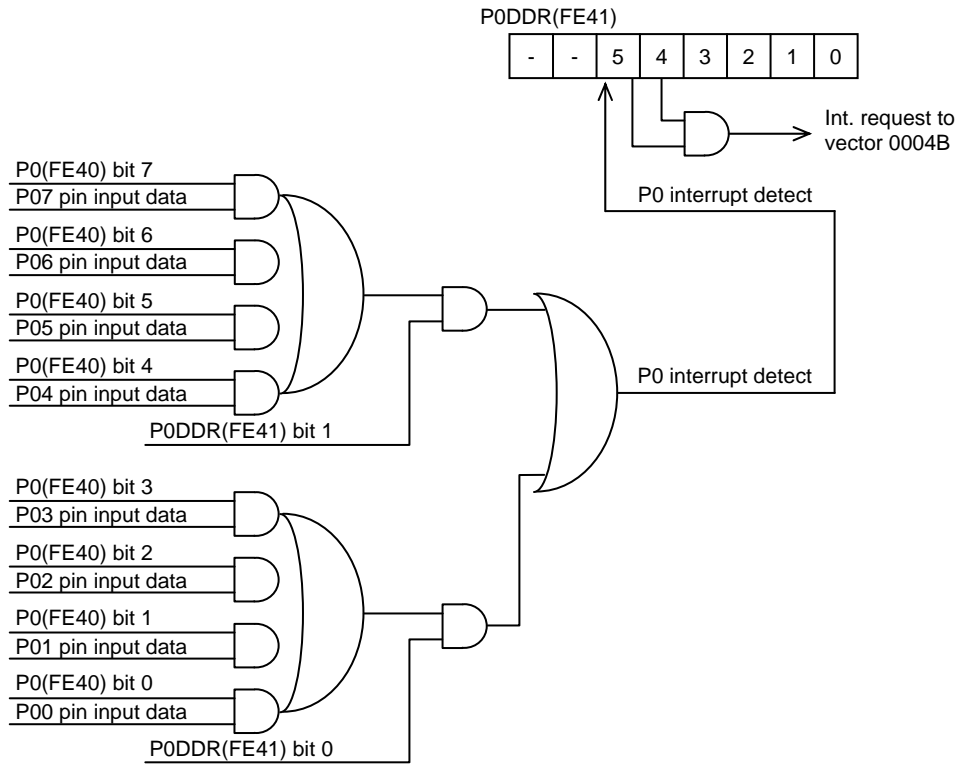 P0DDR(FE41)
- - 5 4 3 2 1 0
Int. request to
vector 0004B
P0 interrupt detect
P0(FE40) bit 7
P07 pin input data
P0(FE40) bit 6
P06 pin input data
P0(FE40) bit 5
P05 pin input data
P0(FE40) bit 4
P04 pin input data
P0 interrupt detect
P0DDR(FE41) bit 1
P0(FE40) bit 3
P03 pin input data
P0(FE40) bit 2
P02 pin input data
P0(FE40) bit 1
P01 pin input data
P0(FE40) bit 0
P00 pin input data
P0DDR(FE41) bit 0